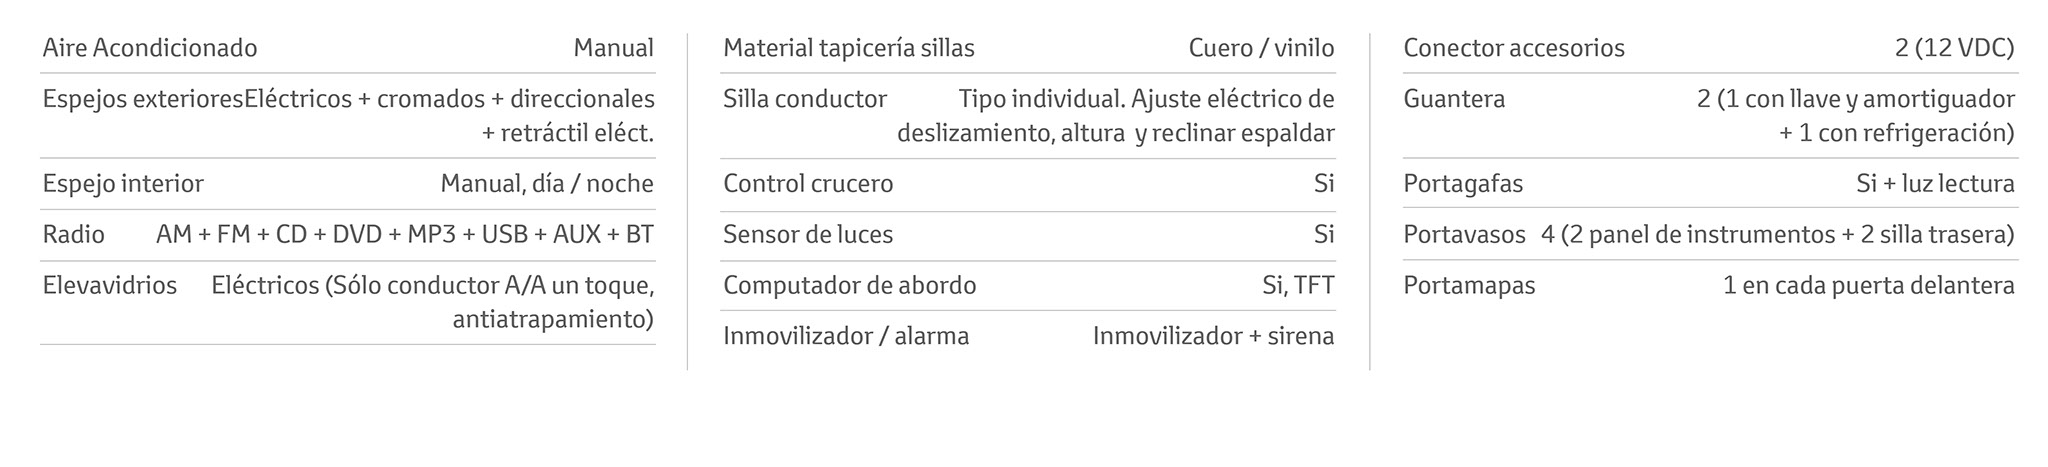 Aire Acondicionado Manual
Espejos exterioresEléctricos + cromados + direccionales
+ retráctil eléct.
Espejo interior Manual, día / noche
Radio AM + FM + CD + DVD + MP3 + USB + AUX + BT
Elevavidrios Eléctricos (Sólo conductor A/A un toque,
antiatrapamiento)
Material tapicería sillas Cuero / vinilo
Silla conductor Tipo individual. Ajuste eléctrico de
deslizamiento, altura y reclinar espaldar
Control crucero Si
Sensor de luces Si
Computador de abordo Si, TFT
Inmovilizador / alarma Inmovilizador + sirena
Conector accesorios 2 (12 VDC)
Guantera 2 (1 con llave y amortiguador
+ 1 con refrigeración)
Portagafas Si + luz lectura
Portavasos 4 (2 panel de instrumentos + 2 silla trasera)
Portamapas 1 en cada puerta delantera